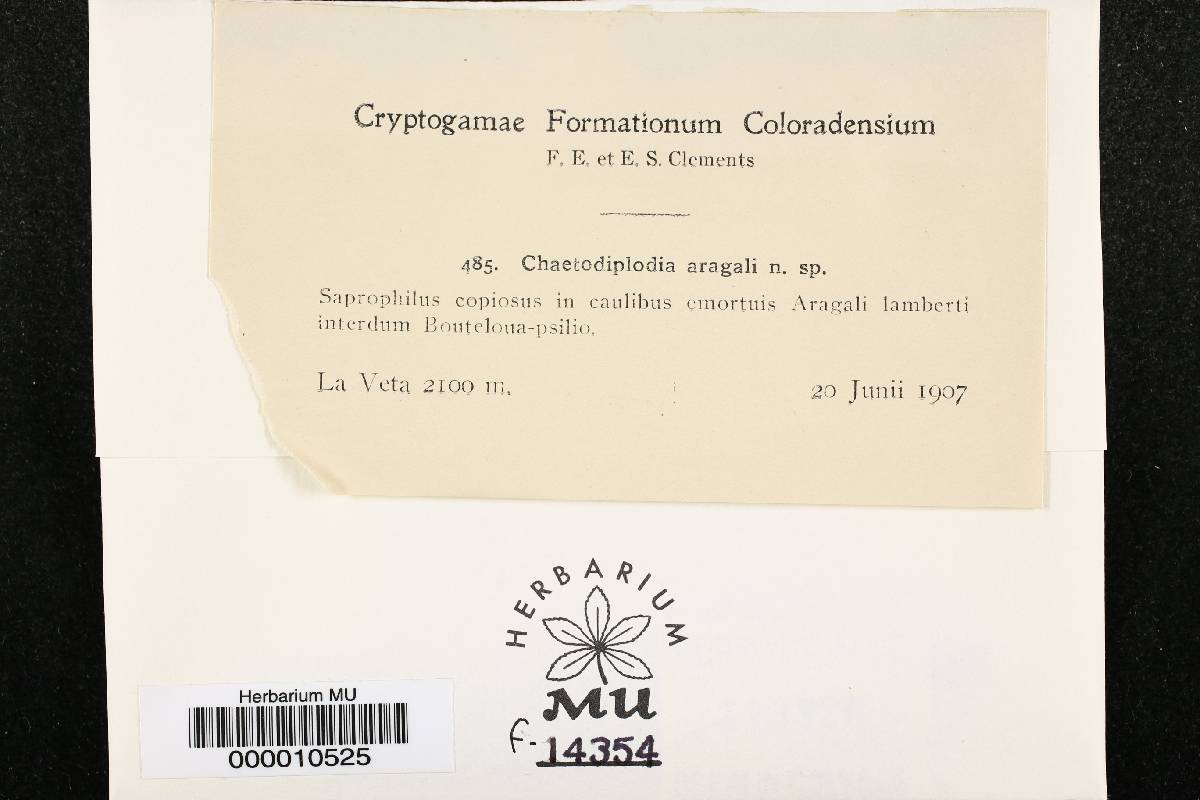 Cryptogamae Formationum Coloradensium
F. E. et E. S. Clements
485. Chaetodiplodia aragali n. sp.
Saprophilus copiosus in caulibus emortuis Aragali lamberti
interdum Bouteloua-psilio.
La Veta 2100 m. 20 Junii 1907
HERBARIUM
MU
F-14354
Herbarium MU
000010525